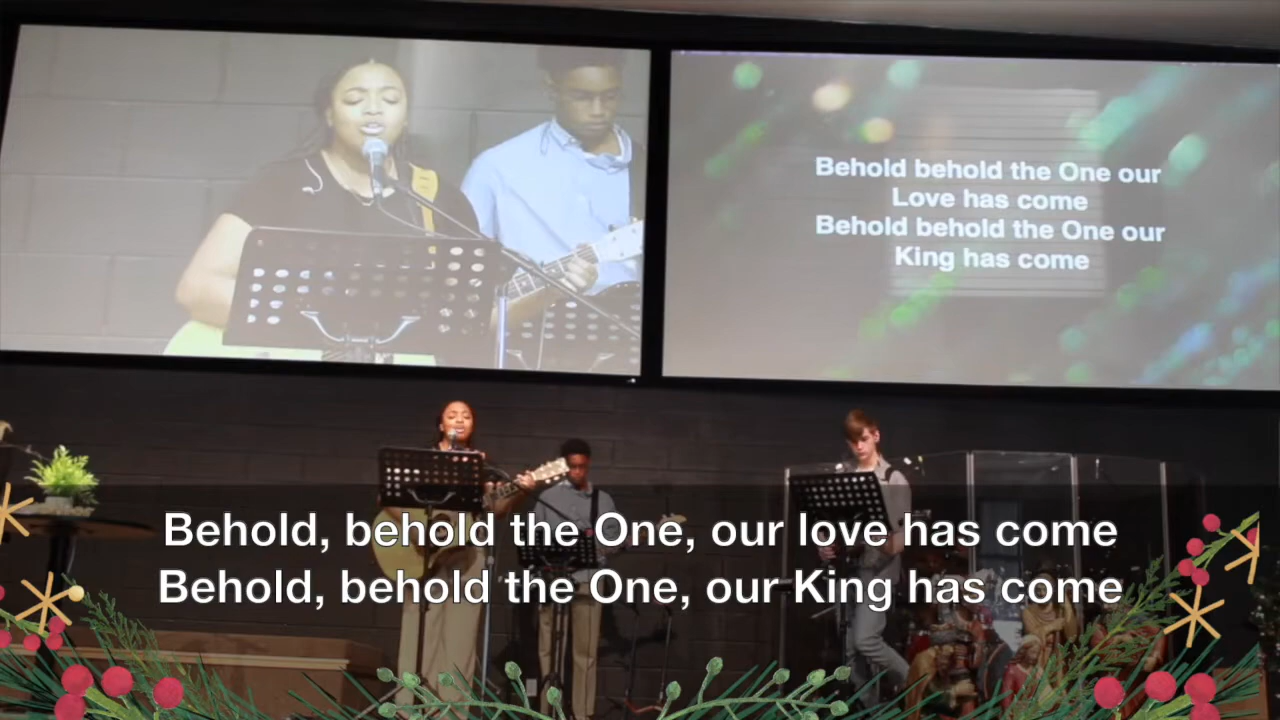 Behold behold the One our
Love has come
Behold behold the One our
King has come
Behold, behold the One, our love has come
Behold, behold the One, our King has come